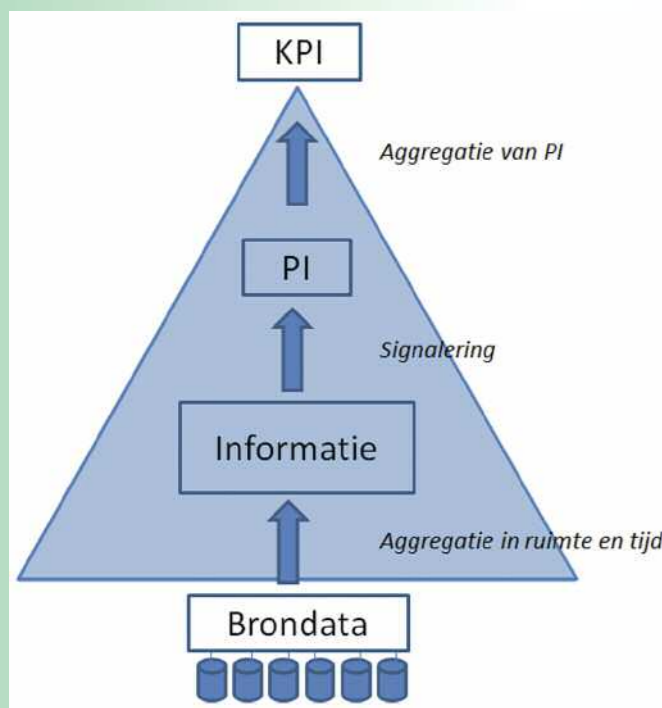 KPI
Aggregatie van PI
PI
Signalering
Informatie
Aggregatie in ruimte en tijd
Brondata